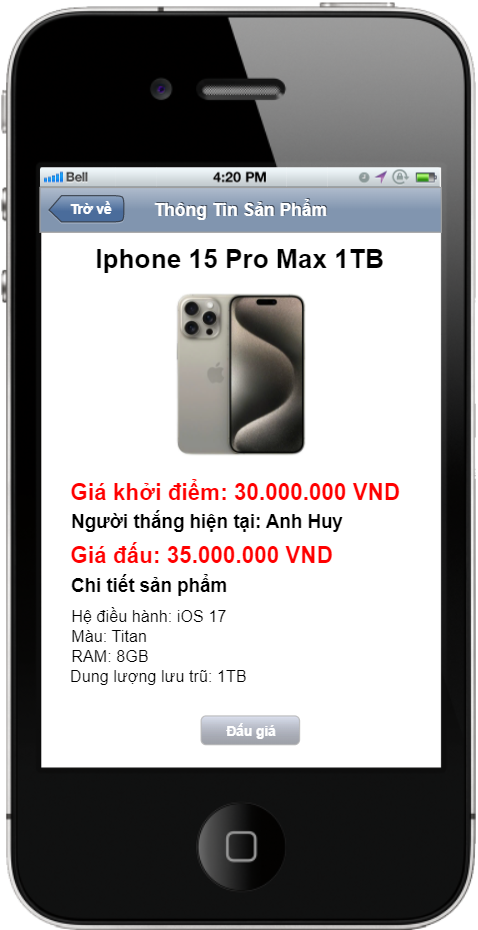 Bell 4:20 PM
Trở về Thông Tin Sản Phẩm
Iphone 15 Pro Max 1TB
Giá khởi điểm: 30.000.000 VND
Người thắng hiện tại: Anh Huy
Giá đấu: 35.000.000 VND
Chi tiết sản phẩm
Hệ điều hành: iOS 17
Màu: Titan
RAM: 8GB
Dung lượng lưu trũ: 1TB
Đấu giá